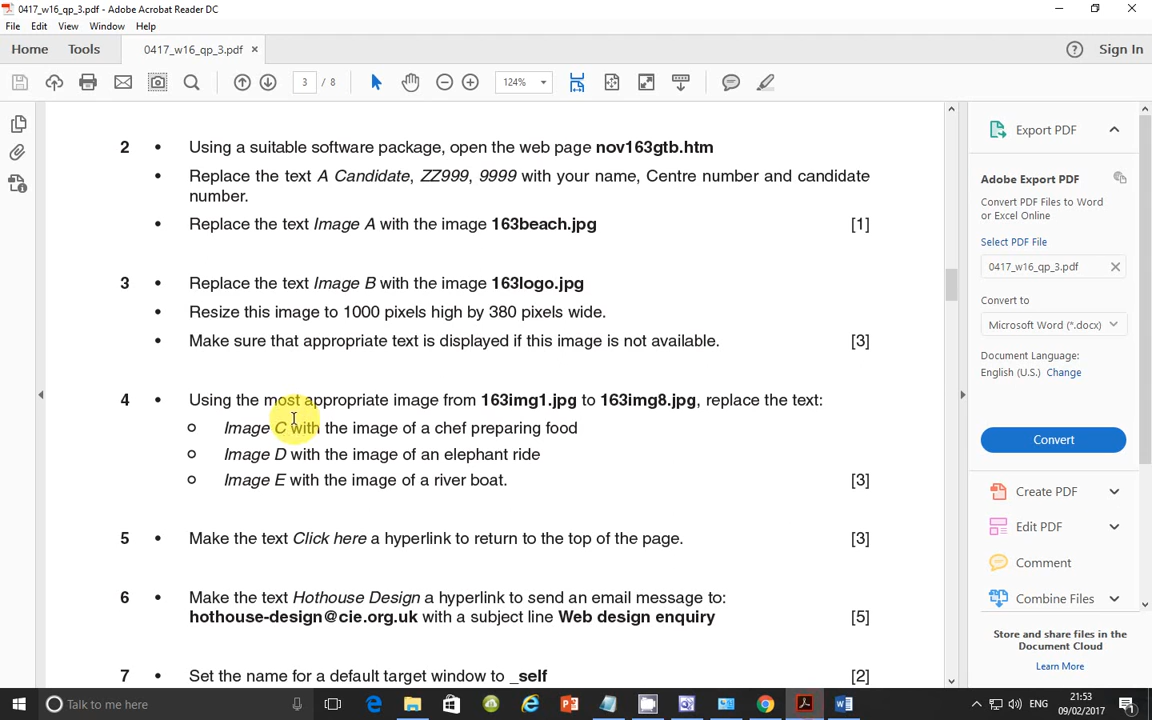 0417_w16_qp_3.pdf - Adobe Acrobat Reader DC
File Edit View Window Help
Home Tools 0417_w16_qp_3.pdf × Sign In
3 / 8 124%
2 • Using a suitable software package, open the web page nov163gtb.htm
• Replace the text A Candidate, ZZ999, 9999 with your name, Centre number and candidate
number.
• Replace the text Image A with the image 163beach.jpg [1]
3 • Replace the text Image B with the image 163logo.jpg
• Resize this image to 1000 pixels high by 380 pixels wide.
• Make sure that appropriate text is displayed if this image is not available. [3]
4 • Using the most appropriate image from 163img1.jpg to 163img8.jpg, replace the text:
Image C with the image of a chef preparing food
Image D with the image of an elephant ride
Image E with the image of a river boat. [3]
5 • Make the text Click here a hyperlink to return to the top of the page. [3]
6 • Make the text Hothouse Design a hyperlink to send an email message to:
hothouse-design@cie.org.uk with a subject line Web design enquiry [5]
7 • Set the name for a default target window to _self [2]
Export PDF
Adobe Export PDF
Convert PDF Files to Word
or Excel Online
Select PDF File
0417_w16_qp_3.pdf
Convert to
Microsoft Word (*.docx)
Document Language:
English (U.S.) Change
Convert
Create PDF
Edit PDF
Comment
Combine Files
Store and share files in the
Document Cloud
Learn More
Talk to me here
ENG
21:53
09/02/2017
1